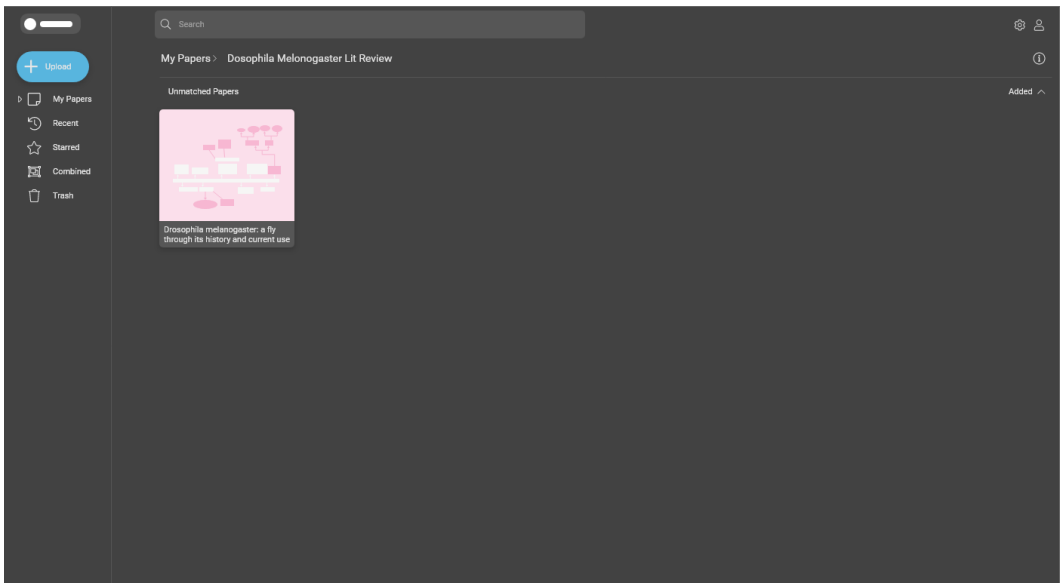 Search
Upload
My Papers
Recent
Starred
Combined
Trash
My Papers > Dosophila Melonogaster Lit Review
Unmatched Papers
Added
Drosophila melanogaster: a fly
through its history and current use